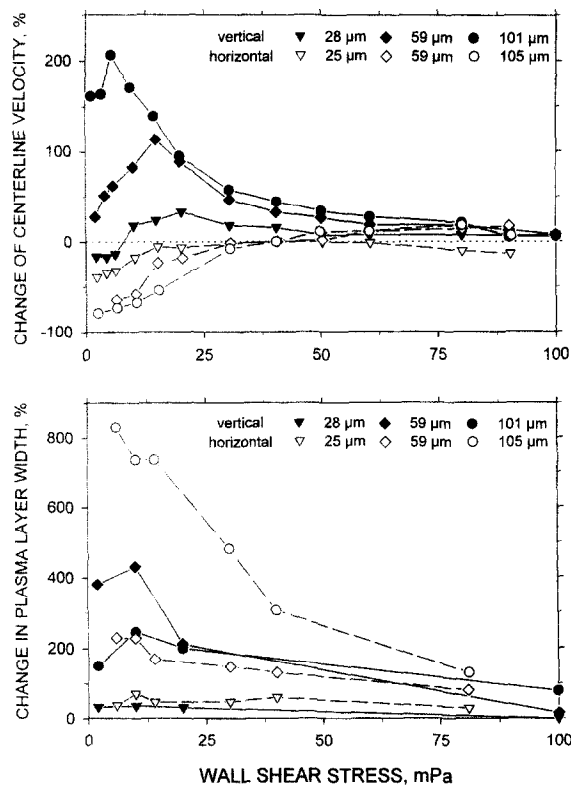 CHANGE OF CENTERLINE VELOCITY, %
200
100
0
-100
vertical ▼ 28 µm ◆ 59 µm ● 101 µm
horizontal ▽ 25 µm ◇ 59 µm ○ 105 µm
0 25 50 75 100
CHANGE IN PLASMA LAYER WIDTH, %
800
600
400
200
0
vertical ▼ 28 µm ◆ 59 µm ● 101 µm
horizontal ▽ 25 µm ◇ 59 µm ○ 105 µm
0 25 50 75 100
WALL SHEAR STRESS, mPa